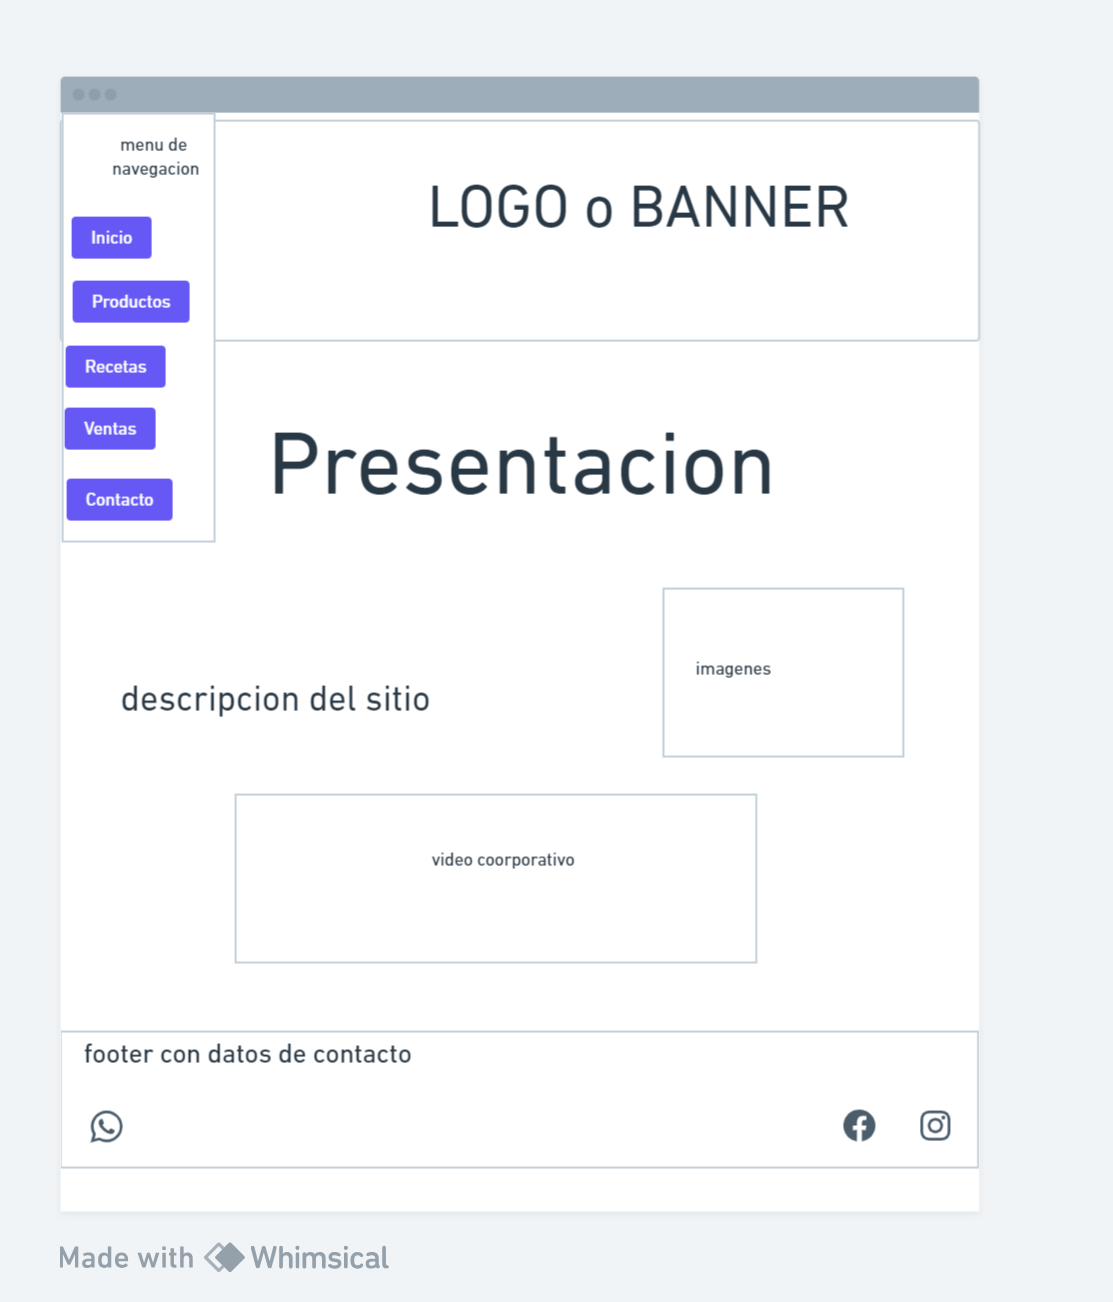 menu de
navegacion
LOGO o BANNER
Inicio
Productos
Recetas
Ventas
Contacto
Presentacion
descripcion del sitio
imagenes
video coorporativo
footer con datos de contacto
Made with Whimsical